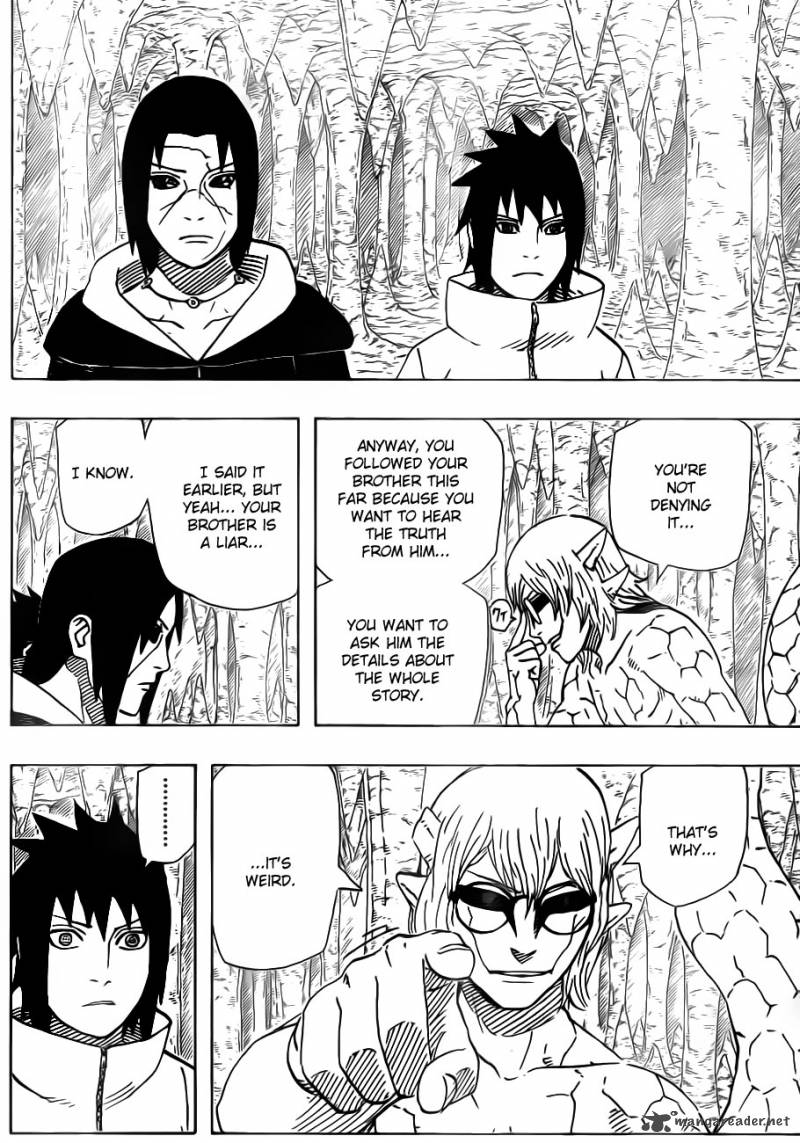 YOU'RE
NOT
DENYING
IT...
ANYWAY, YOU
FOLLOWED YOUR
BROTHER THIS
FAR BECAUSE YOU
WANT TO HEAR
THE TRUTH
FROM HIM...
YOU WANT TO
ASK HIM THE
DETAILS ABOUT
THE WHOLE
STORY.
I SAID IT
EARLIER, BUT
YEAH... YOUR
BROTHER IS
A LIAR...
I KNOW.
THAT'S
WHY...
...IT'S
WEIRD.
..........
mangareader.net